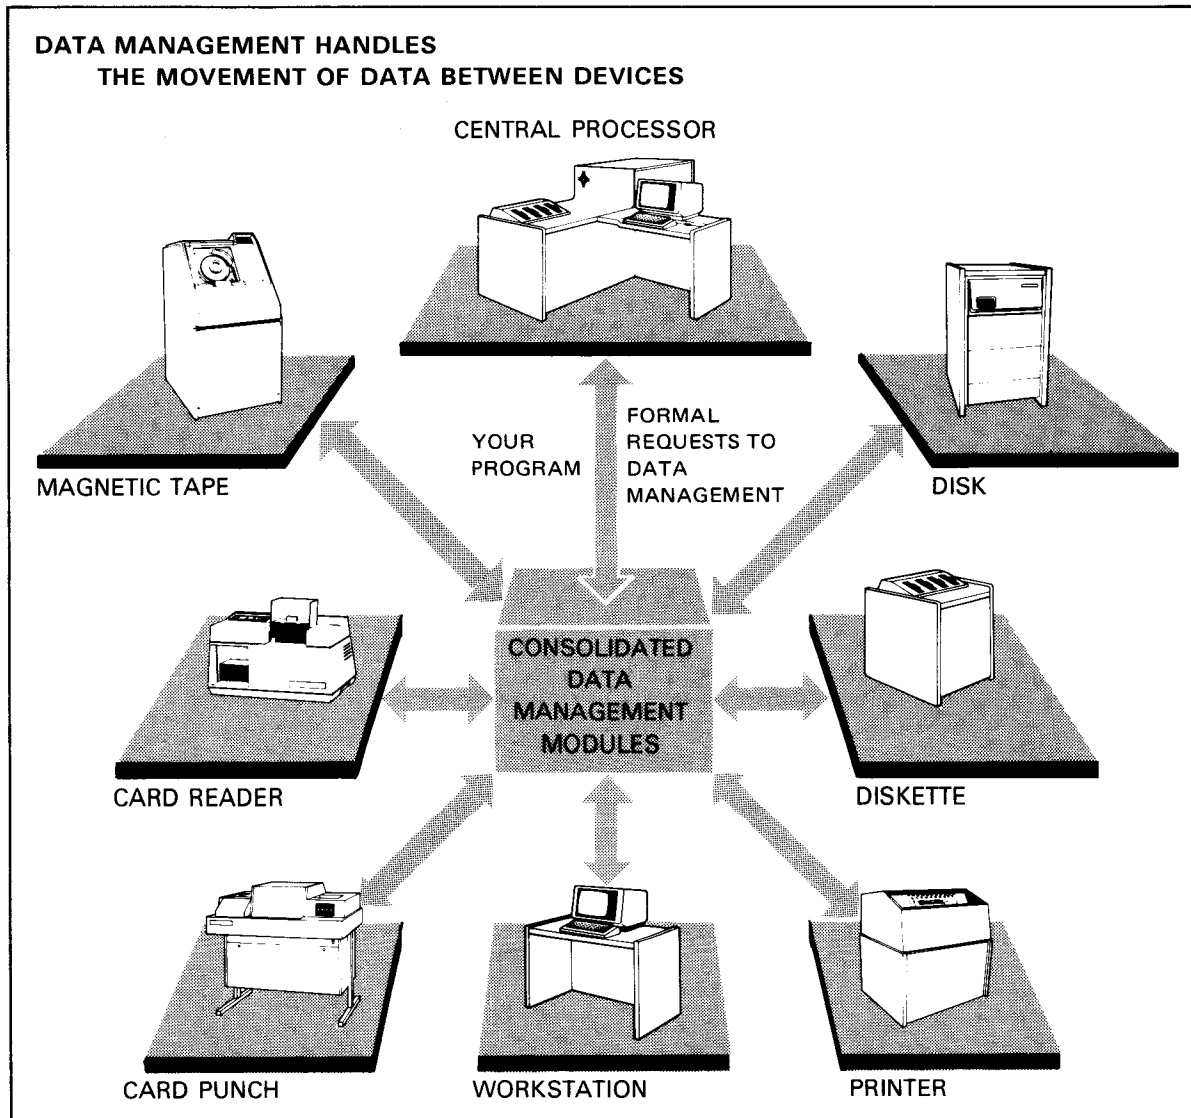 DATA MANAGEMENT HANDLES
THE MOVEMENT OF DATA BETWEEN DEVICES
CENTRAL PROCESSOR
MAGNETIC TAPE
YOUR
PROGRAM
FORMAL
REQUESTS TO
DATA
MANAGEMENT
DISK
CONSOLIDATED
DATA
MANAGEMENT
MODULES
CARD READER
DISKETTE
CARD PUNCH
WORKSTATION
PRINTER